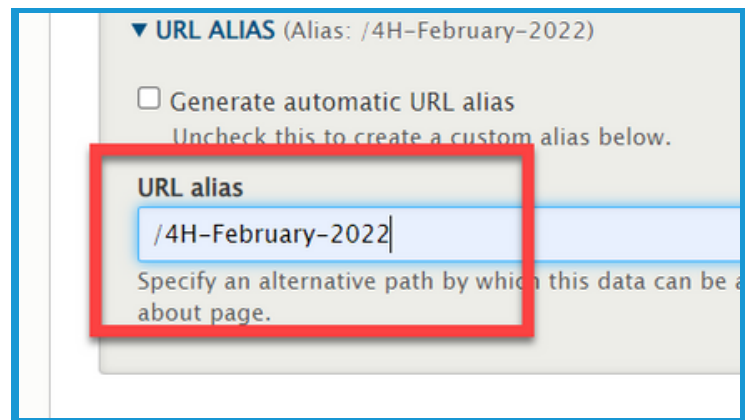 ▼ URL ALIAS (Alias: /4H-February-2022)
Generate automatic URL alias
Uncheck this to create a custom alias below.
URL alias
/4H-February-2022
Specify an alternative path by which this data can be
about page.